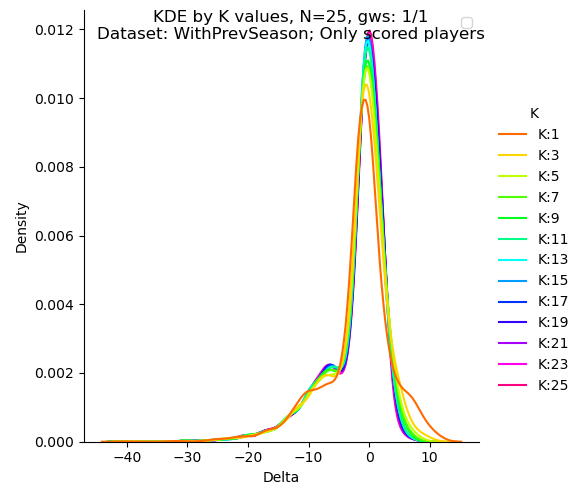 KDE by K values, N=25, gws: 1/1
Dataset: WithPrevSeason; Only scored players
0.012
0.010
0.008
0.006
0.004
0.002
0.000
Density
−40
−30
−20
−10
0
10
Delta
K
K:1
K:3
K:5
K:7
K:9
K:11
K:13
K:15
K:17
K:19
K:21
K:23
K:25